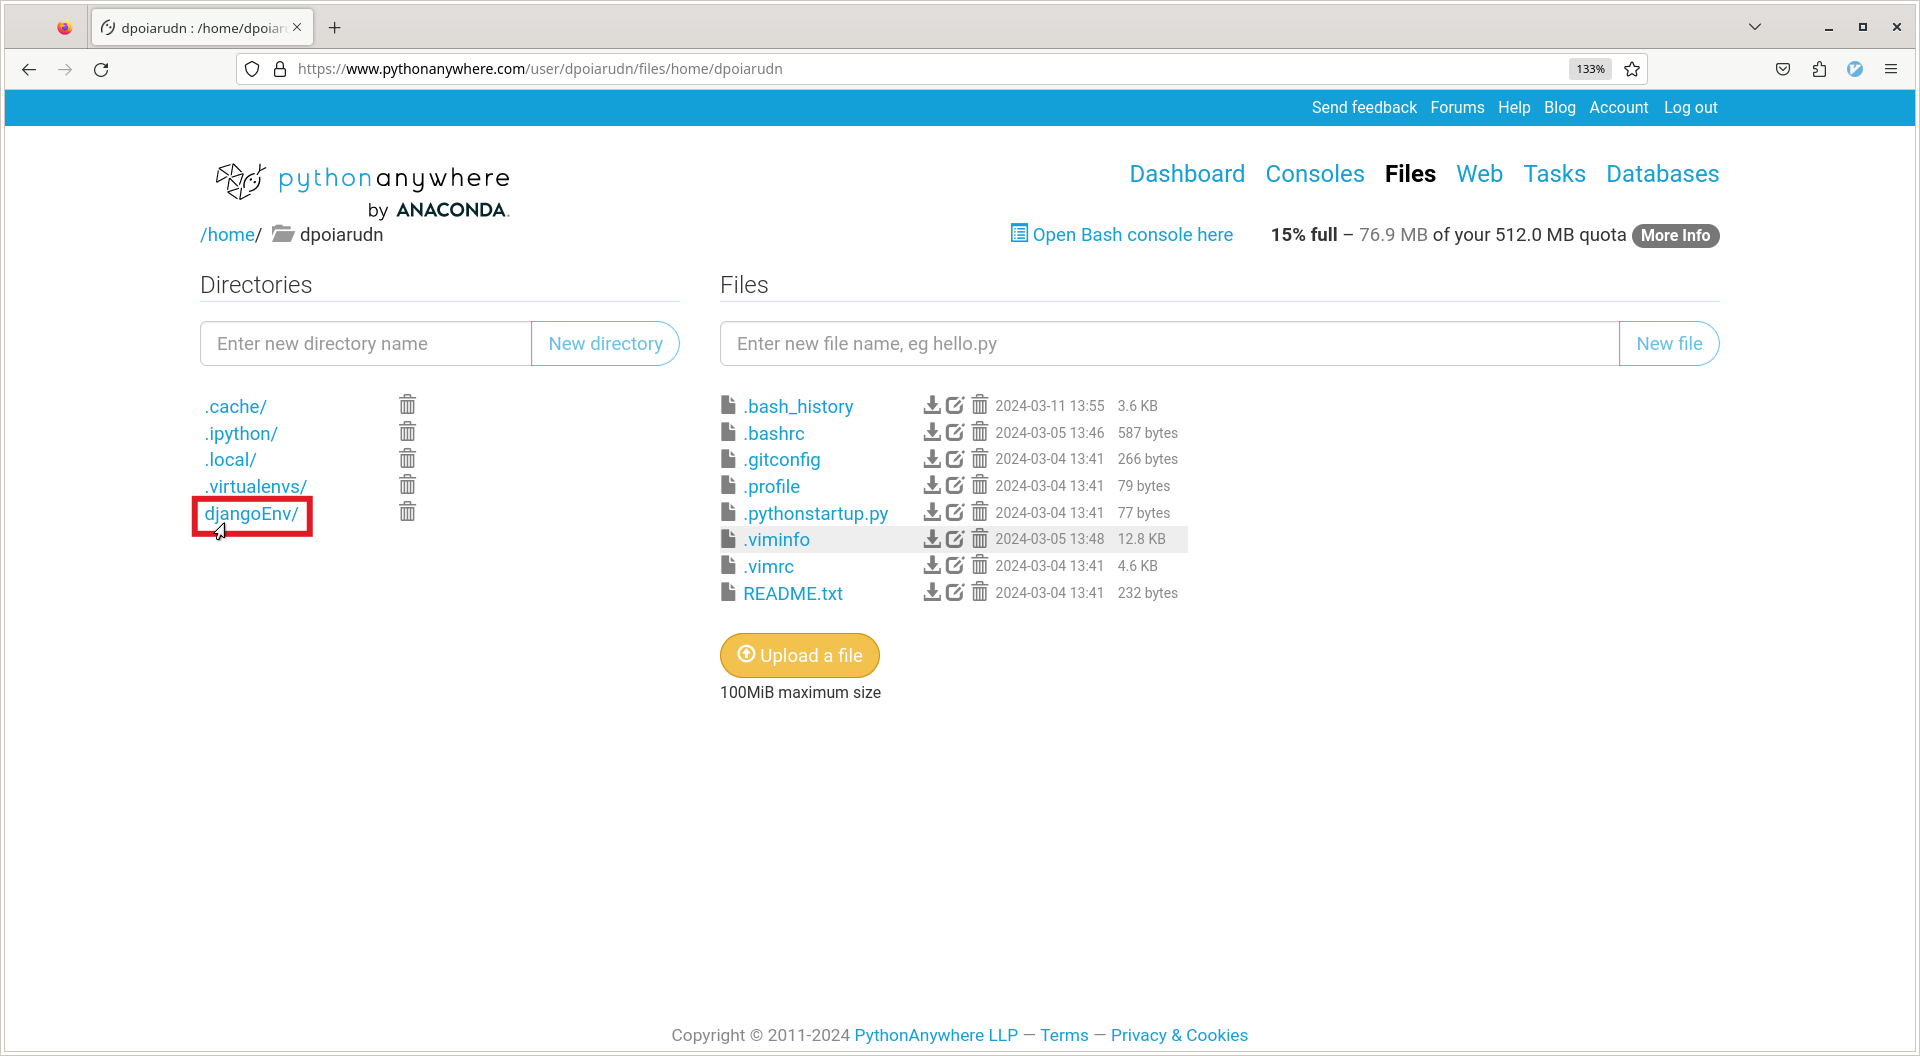 dpoiarudn : /home/dpoiar
https://www.pythonanywhere.com/user/dpoiarudn/files/home/dpoiarudn 133%
Send feedback Forums Help Blog Account Log out
pythonanywhere
by ANACONDA.
Dashboard Consoles Files Web Tasks Databases
/home/ dpoiarudn
Open Bash console here 15% full – 76.9 MB of your 512.0 MB quota More Info
Directories
Enter new directory name New directory
.cache/
.ipython/
.local/
.virtualenvs/
djangoEnv/
Files
Enter new file name, eg hello.py New file
.bash_history 2024-03-11 13:55 3.6 KB
.bashrc 2024-03-05 13:46 587 bytes
.gitconfig 2024-03-04 13:41 266 bytes
.profile 2024-03-04 13:41 79 bytes
.pythonstartup.py 2024-03-04 13:41 77 bytes
.viminfo 2024-03-05 13:48 12.8 KB
.vimrc 2024-03-04 13:41 4.6 KB
README.txt 2024-03-04 13:41 232 bytes
Upload a file
100MiB maximum size
Copyright © 2011-2024 PythonAnywhere LLP — Terms — Privacy & Cookies